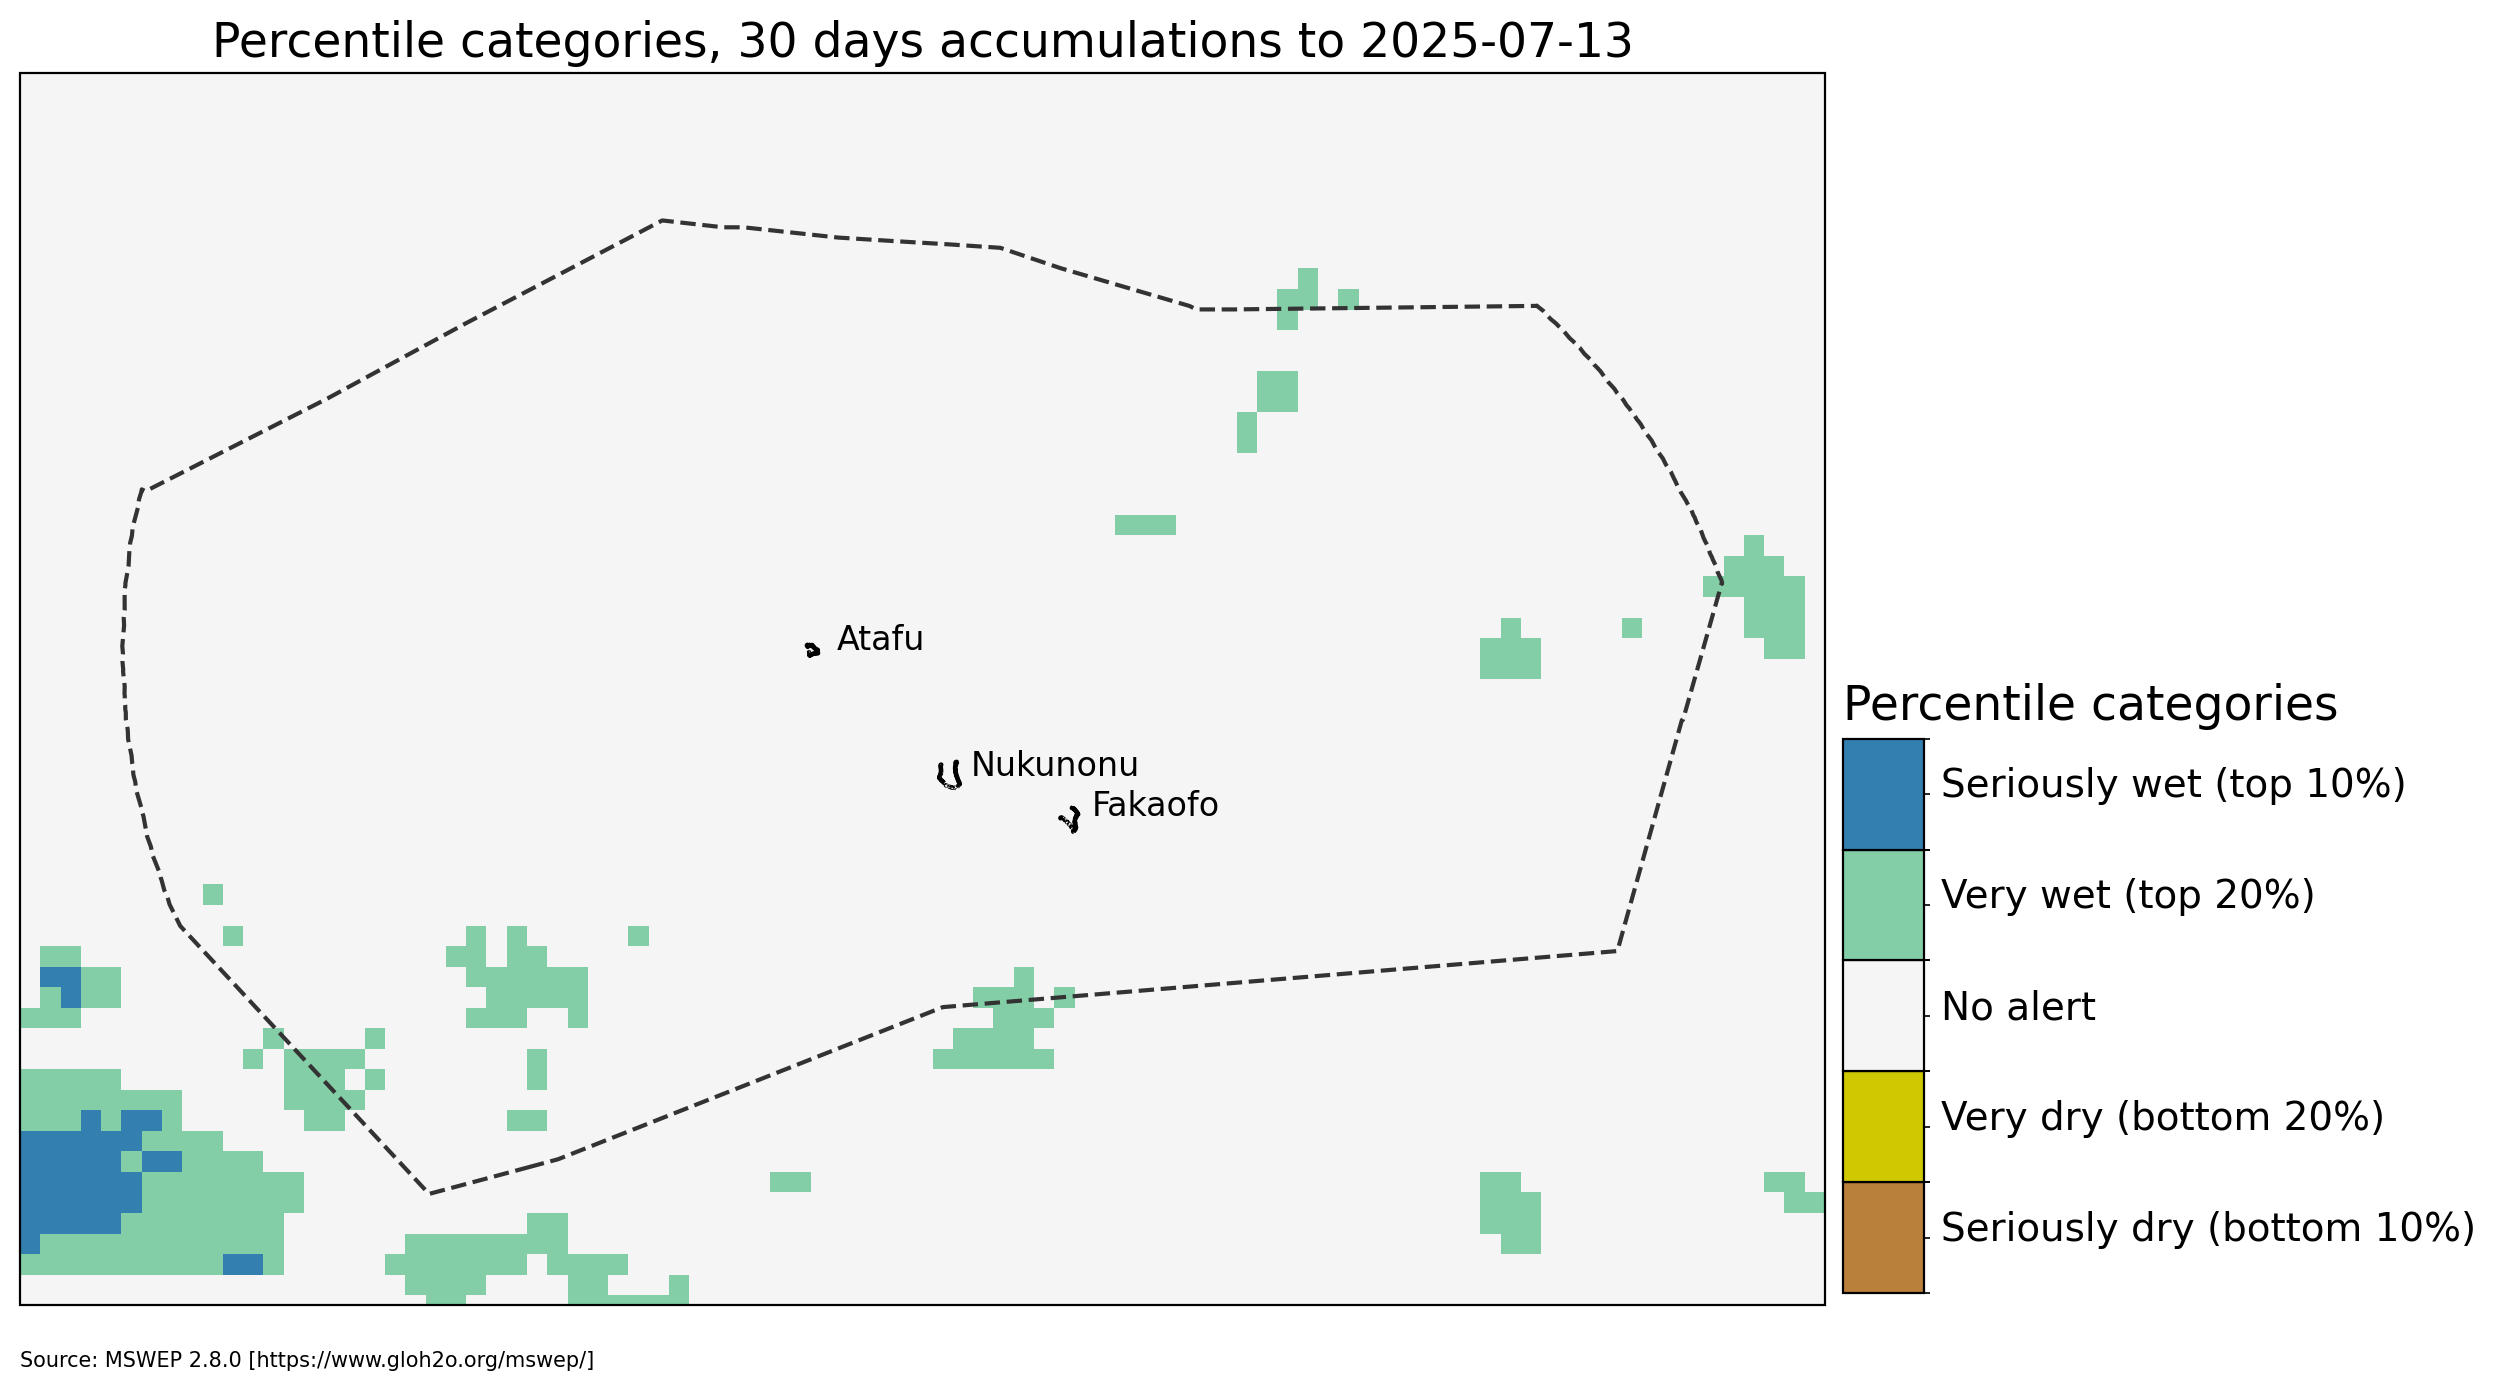 Percentile categories, 30 days accumulations to 2025-07-13
Atafu
Nukunonu
Fakaofo
Percentile categories
Seriously wet (top 10%)
Very wet (top 20%)
No alert
Very dry (bottom 20%)
Seriously dry (bottom 10%)
Source: MSWEP 2.8.0 [https://www.gloh2o.org/mswep/]